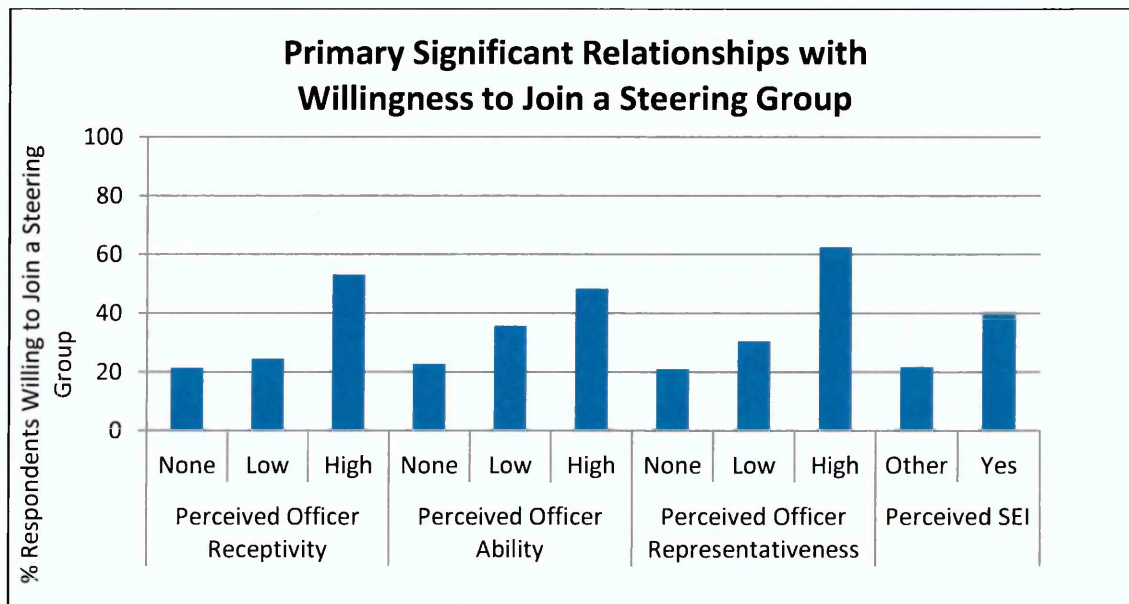 Primary Significant Relationships with
Willingness to Join a Steering Group
% Respondents Willing to Join a Steering
Group
100
80
60
40
20
0
None Low High None Low High None Low High Other Yes
Perceived Officer Receptivity
Perceived Officer Ability
Perceived Officer Representativeness
Perceived SEI